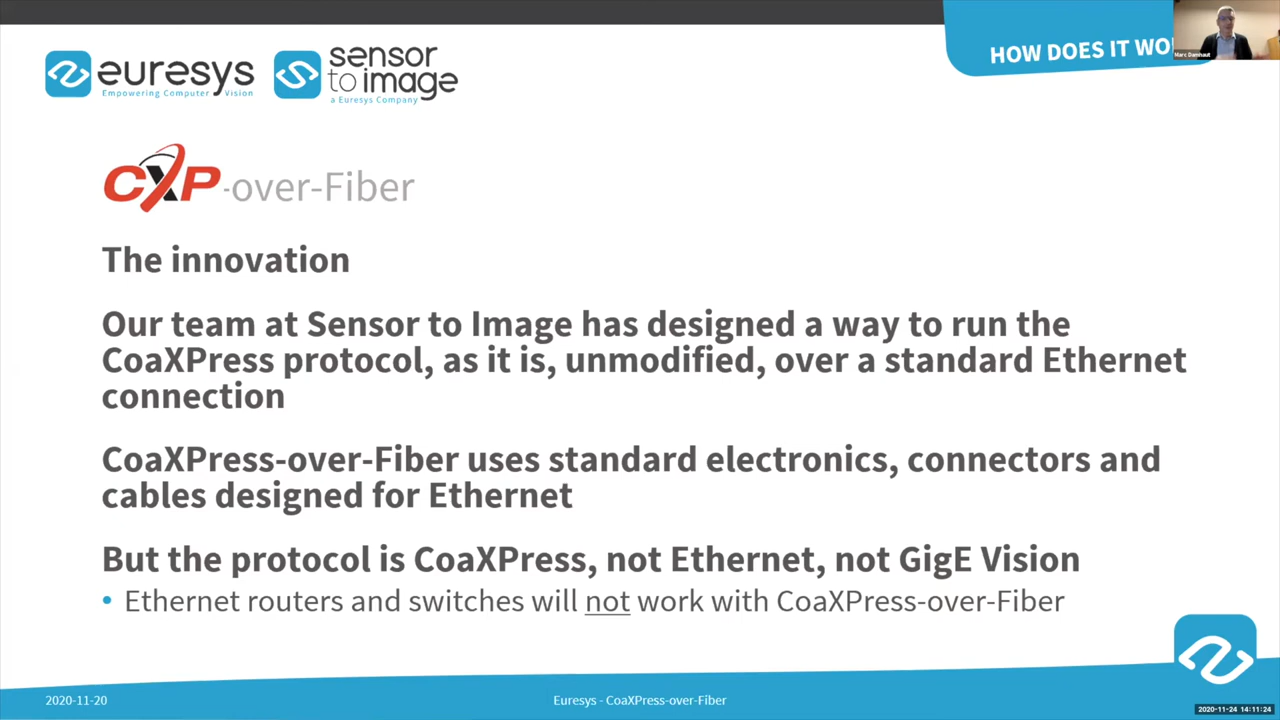 HOW DOES IT WO
Marc Damhaut
euresys
Empowering Computer Vision
sensor
to image
a Euresys Company
CXP-over-Fiber
The innovation
Our team at Sensor to Image has designed a way to run the
CoaXPress protocol, as it is, unmodified, over a standard Ethernet
connection
CoaXPress-over-Fiber uses standard electronics, connectors and
cables designed for Ethernet
But the protocol is CoaXPress, not Ethernet, not GigE Vision
• Ethernet routers and switches will not work with CoaXPress-over-Fiber
2020-11-20
Euresys - CoaXPress-over-Fiber
2020-11-24 14:11:24